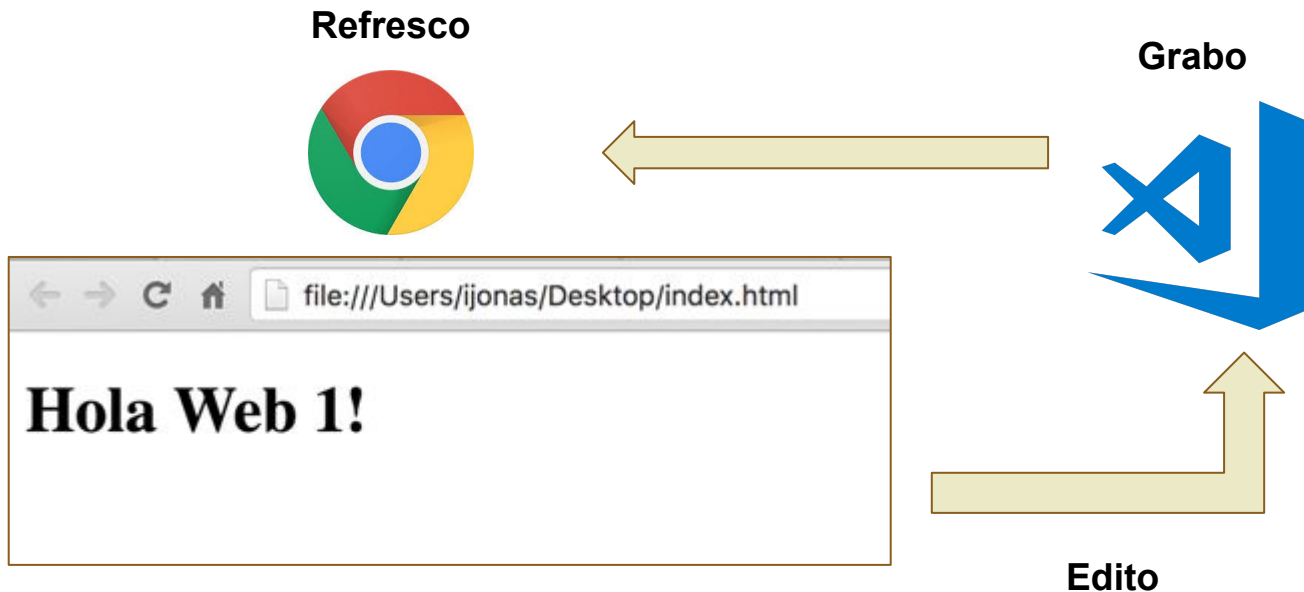 Refresco
Grabo
file:///Users/ijonas/Desktop/index.html
Hola Web 1!
Edito